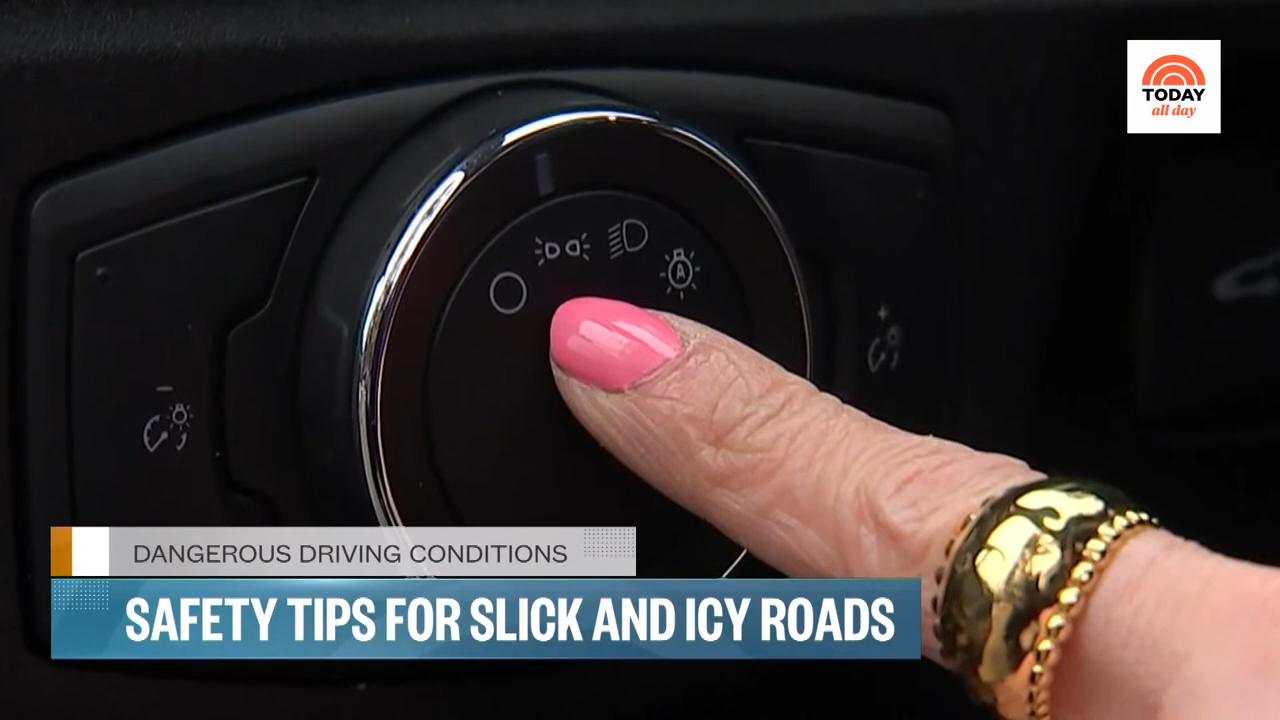 TODAY
all day
A
DANGEROUS DRIVING CONDITIONS
SAFETY TIPS FOR SLICK AND ICY ROADS